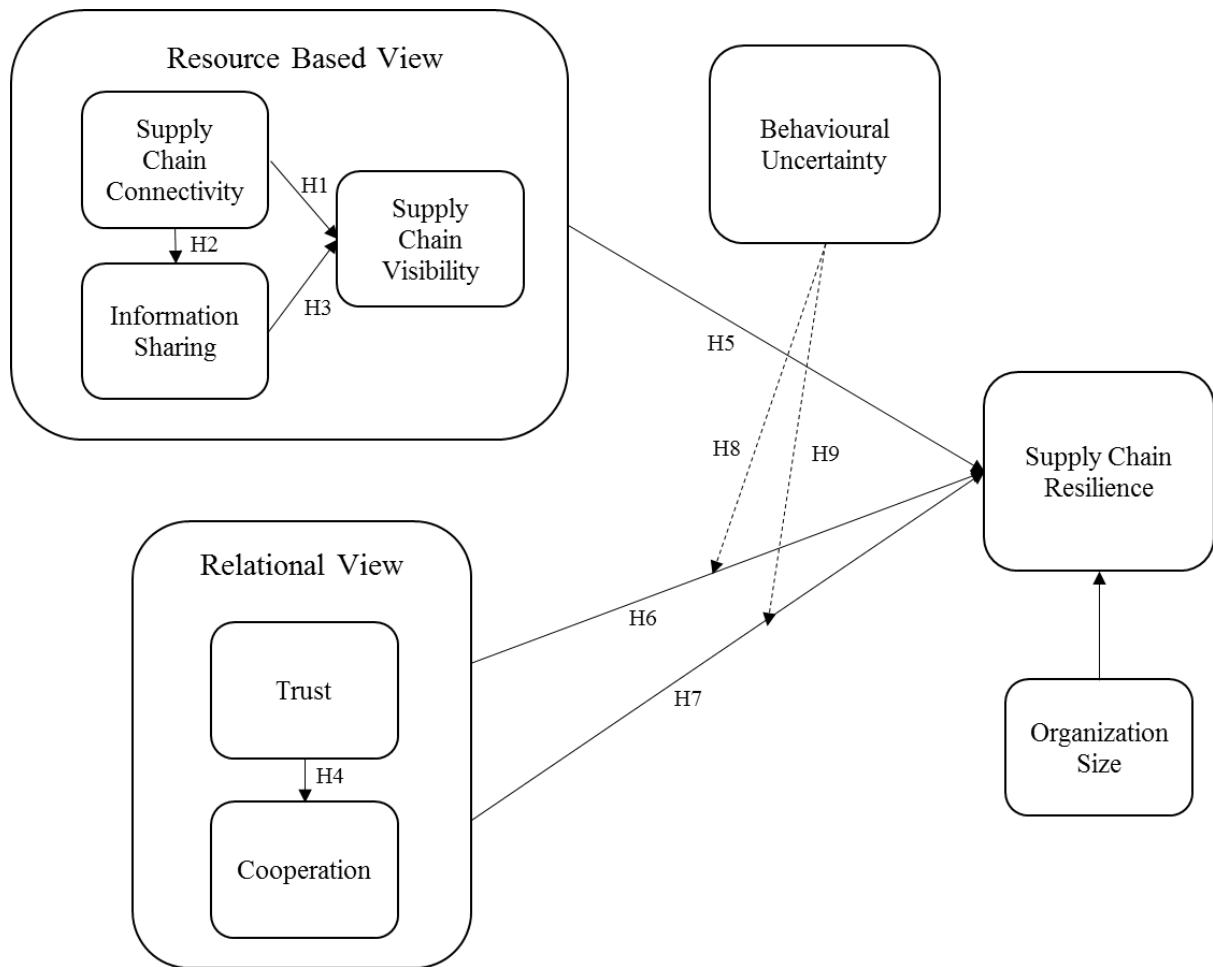 Resource Based View
Supply
Chain
Connectivity
H1
Supply
Chain
Visibility
H2
Information
Sharing
H3
Behavioural
Uncertainty
H5
H8
H9
Supply Chain
Resilience
Relational View
Trust
H4
Cooperation
H6
H7
Organization
Size